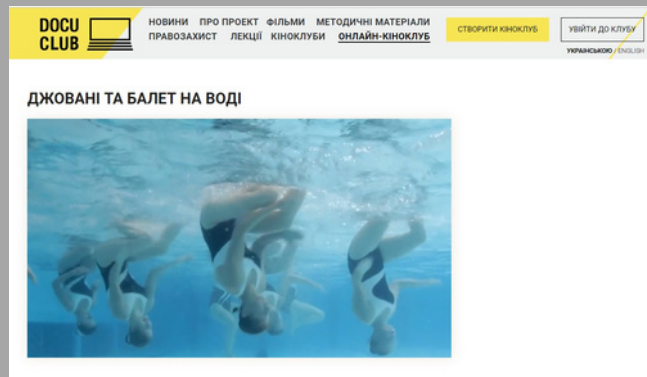 DOCU
CLUB
НОВИНИ ПРО ПРОЕКТ ФІЛЬМИ МЕТОДИЧНІ МАТЕРІАЛИ
ПРАВОЗАХИСТ ЛЕКЦІЇ КІНОКЛУБИ ОНЛАЙН-КІНОКЛУБ
СТВОРИТИ КІНОКЛУБ
УВІЙТИ ДО КЛУБУ
УКРАЇНСЬКОЮ / ENGLISH
ДЖОВАНІ ТА БАЛЕТ НА ВОДІ